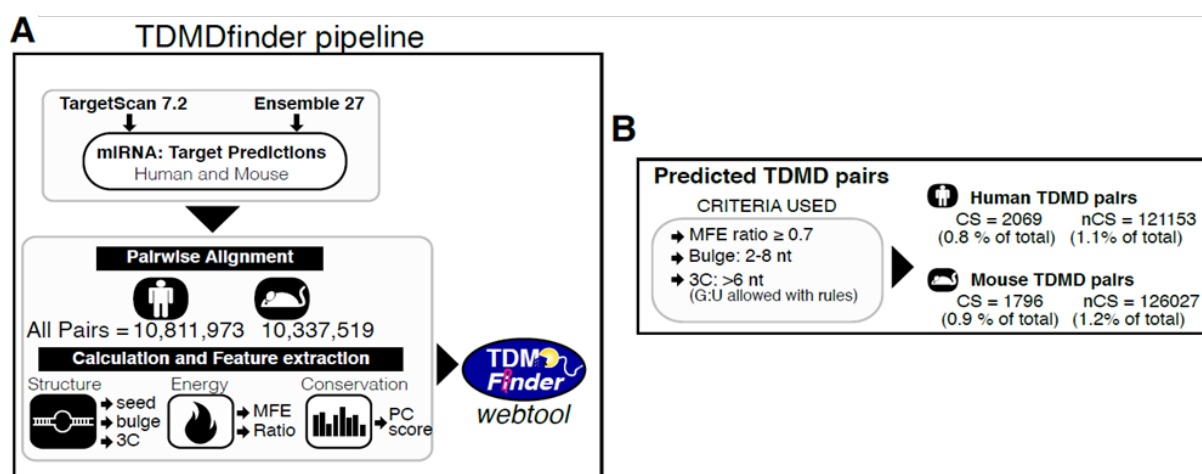 A
TDMDfinder pipeline
TargetScan 7.2
Ensemble 27
miRNA: Target Predictions
Human and Mouse
Pairwise Alignment
All Pairs = 10,811,973 10,337,519
Calculation and Feature extraction
Structure
seed
bulge
3C
Energy
MFE
Ratio
Conservation
PC
score
TDMD
Finder
webtool
B
Predicted TDMD pairs
CRITERIA USED
MFE ratio ≥ 0.7
Bulge: 2-8 nt
3C: >6 nt
(G:U allowed with rules)
Human TDMD pairs
CS = 2069 nCS = 121153
(0.8 % of total) (1.1% of total)
Mouse TDMD pairs
CS = 1796 nCS = 126027
(0.9 % of total) (1.2% of total)